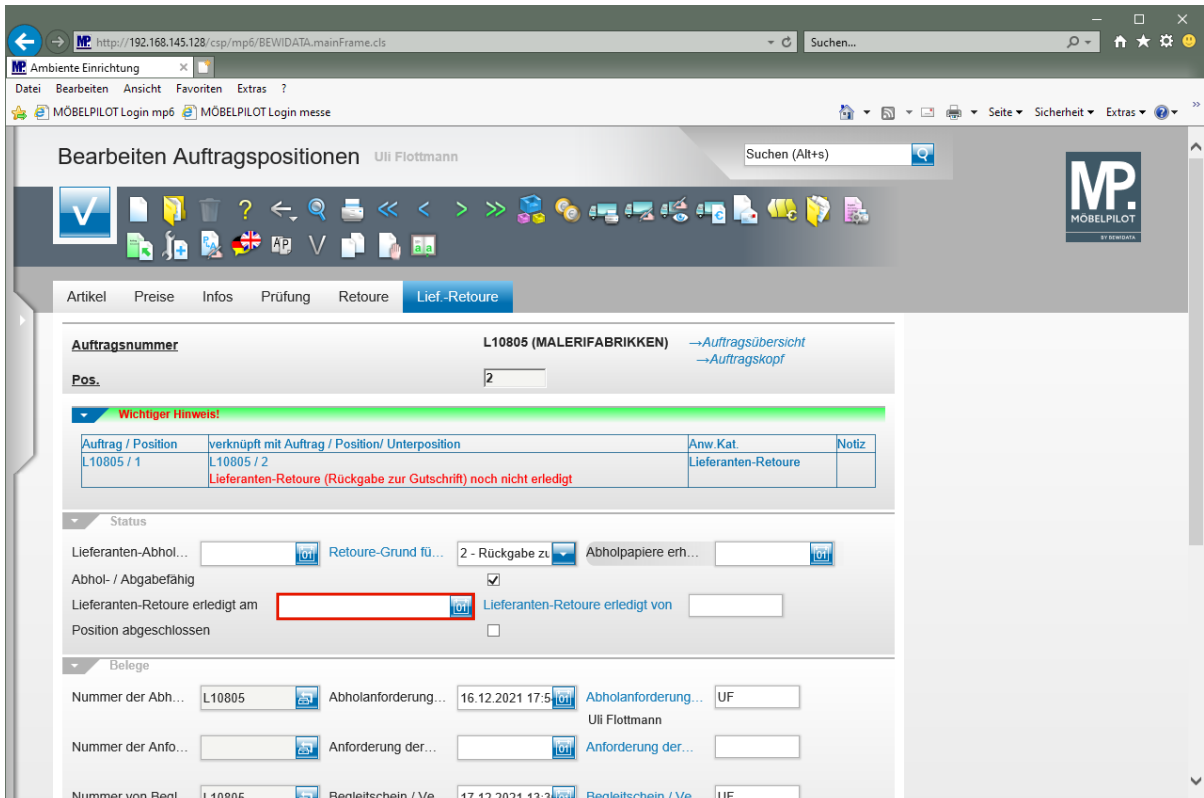 http://192.168.145.128/csp/mp6/BEWIDATA.mainFrame.cls
Suchen...
MP. Ambiente Einrichtung
Datei Bearbeiten Ansicht Favoriten Extras ?
MÖBELPILOT Login mp6 MÖBELPILOT Login messe
Seite Sicherheit Extras
Bearbeiten Auftragspositionen Uli Flottmann
Suchen (Alt+s)
MP.
MÖBELPILOT
BY BEWIDATA
Artikel Preise Infos Prüfung Retoure Lief.-Retoure
Auftragsnummer L10805 (MALERIFABRIKKEN) →Auftragsübersicht
→Auftragskopf
Pos. 2
Wichtiger Hinweis!
Auftrag / Position verknüpft mit Auftrag / Position/ Unterposition Anw.Kat. Notiz
L10805 / 1 L10805 / 2 Lieferanten-Retoure
Lieferanten-Retoure (Rückgabe zur Gutschrift) noch nicht erledigt
Status
Lieferanten-Abhol... Retoure-Grund fü... 2 - Rückgabe zu Abholpapiere erh...
Abhol- / Abgabefähig
Lieferanten-Retoure erledigt am Lieferanten-Retoure erledigt von
Position abgeschlossen
Belege
Nummer der Abh... L10805 Abholanforderung... 16.12.2021 17:5 Abholanforderung... UF
Uli Flottmann
Nummer der Anfo... Anforderung der... Anforderung der...
Nummer von Begl... L10805 Begleitschein / Ve... 17.12.2021 13:3 Begleitschein / Ve... UF